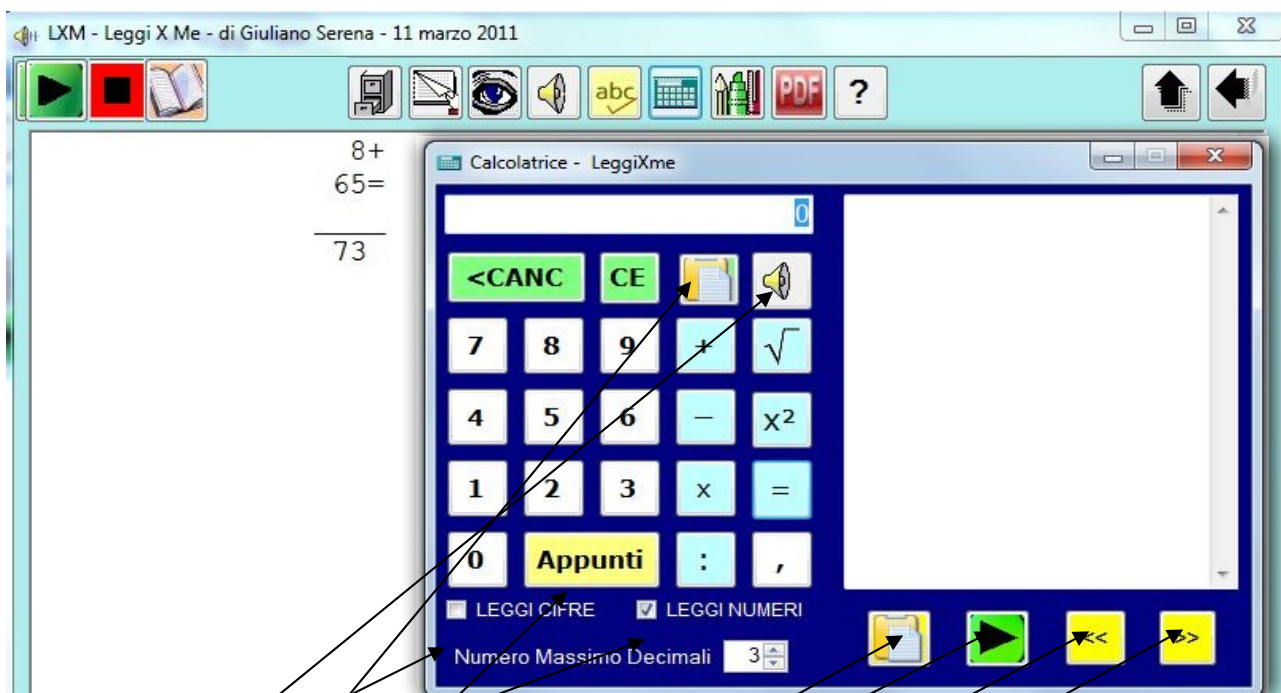 LXM - Leggi X Me - di Giuliano Serena - 11 marzo 2011
abc
PDF
?
8+
65=
73
Calcolatrice - LeggiXme
0
<CANC CE
7 8 9 + √
4 5 6 − x²
1 2 3 x =
0 Appunti : ,
LEGGI CIFRE LEGGI NUMERI
Numero Massimo Decimali 3
<< >>